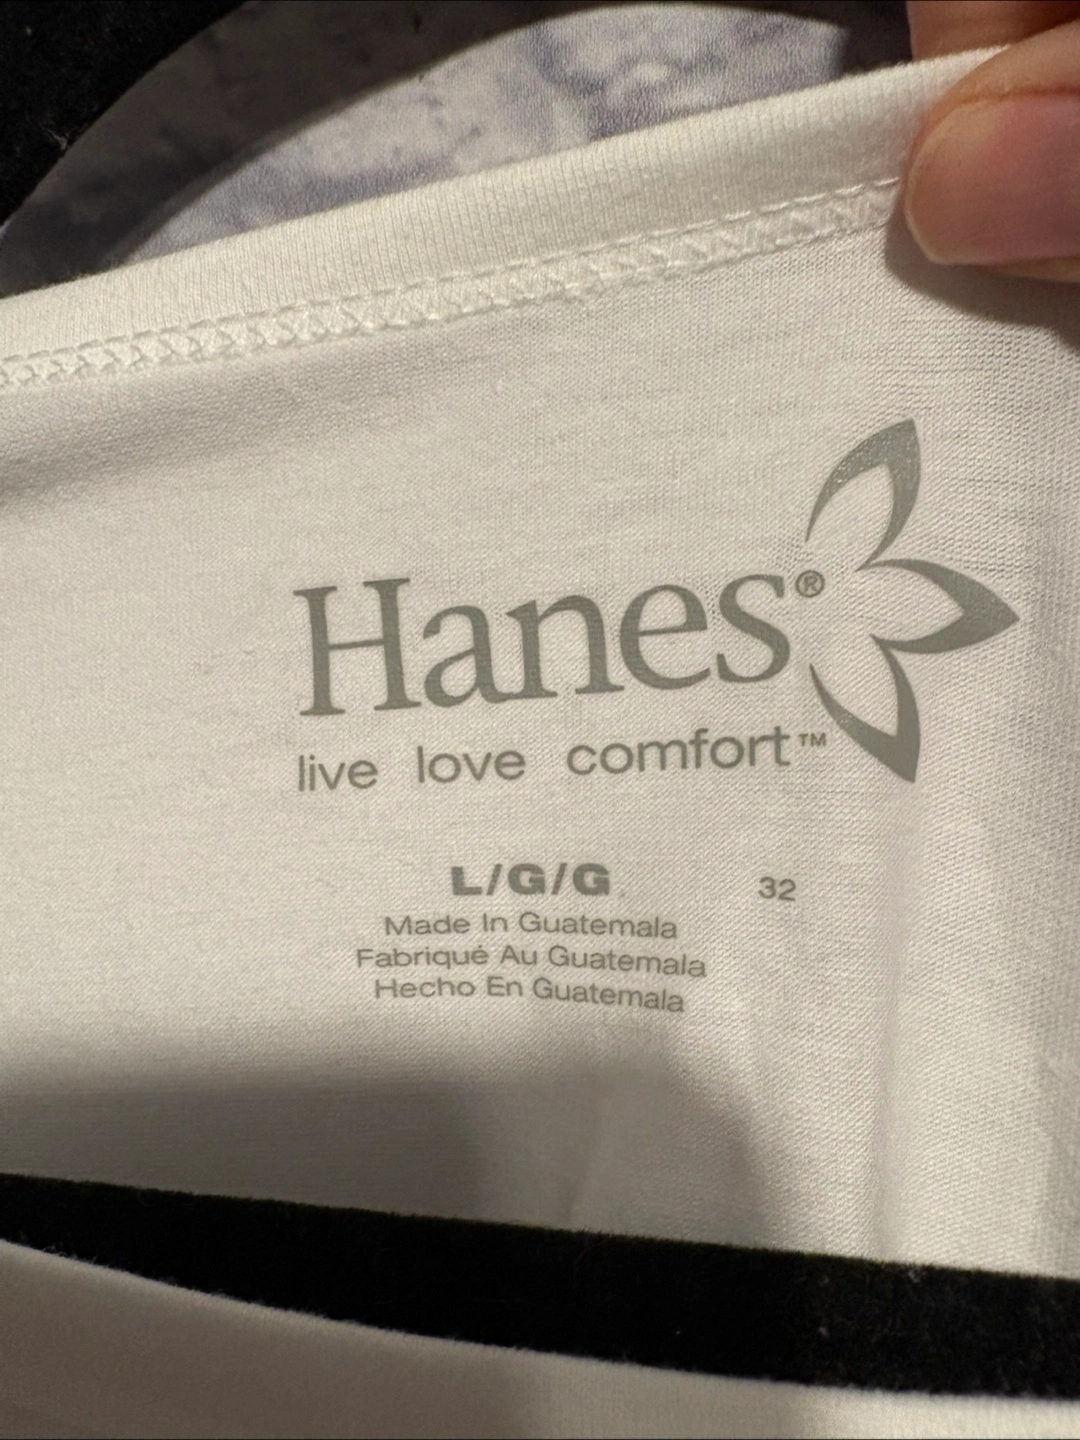 Hanes®
live love comfort™
L/G/G 32
Made In Guatemala
Fabriqué Au Guatemala
Hecho En Guatemala